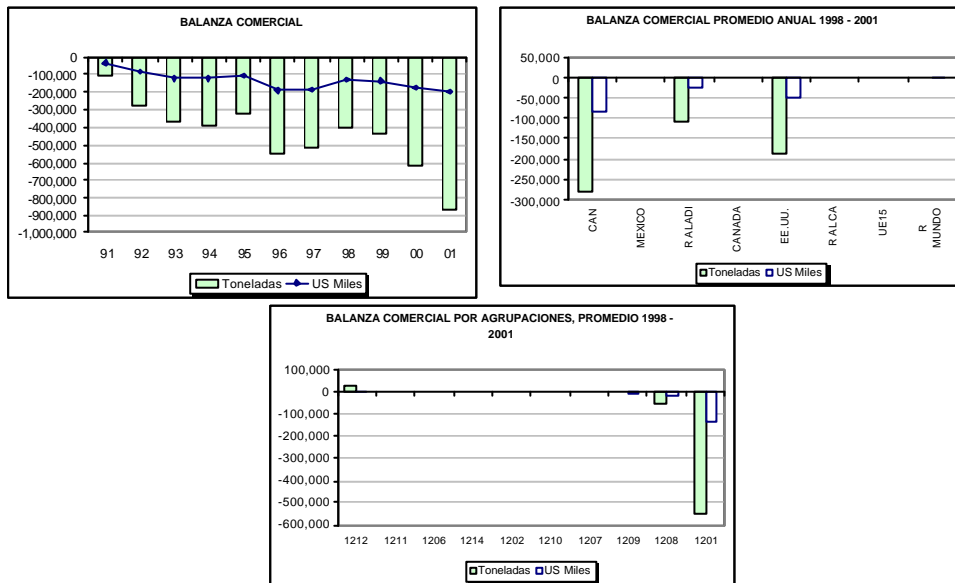 BALANZA COMERCIAL
0
-100,000
-200,000
-300,000
-400,000
-500,000
-600,000
-700,000
-800,000
-900,000
-1,000,000
91 92 93 94 95 96 97 98 99 00 01
Toneladas US Miles
BALANZA COMERCIAL PROMEDIO ANUAL 1998 - 2001
50,000
0
-50,000
-100,000
-150,000
-200,000
-250,000
-300,000
CAN
MEXICO
R ALADI
CANADA
EE.UU.
R ALCA
UE15
R
MUNDO
Toneladas US Miles
BALANZA COMERCIAL POR AGRUPACIONES, PROMEDIO 1998 -
2001
100,000
0
-100,000
-200,000
-300,000
-400,000
-500,000
-600,000
1212 1211 1206 1214 1202 1210 1207 1209 1208 1201
Toneladas US Miles